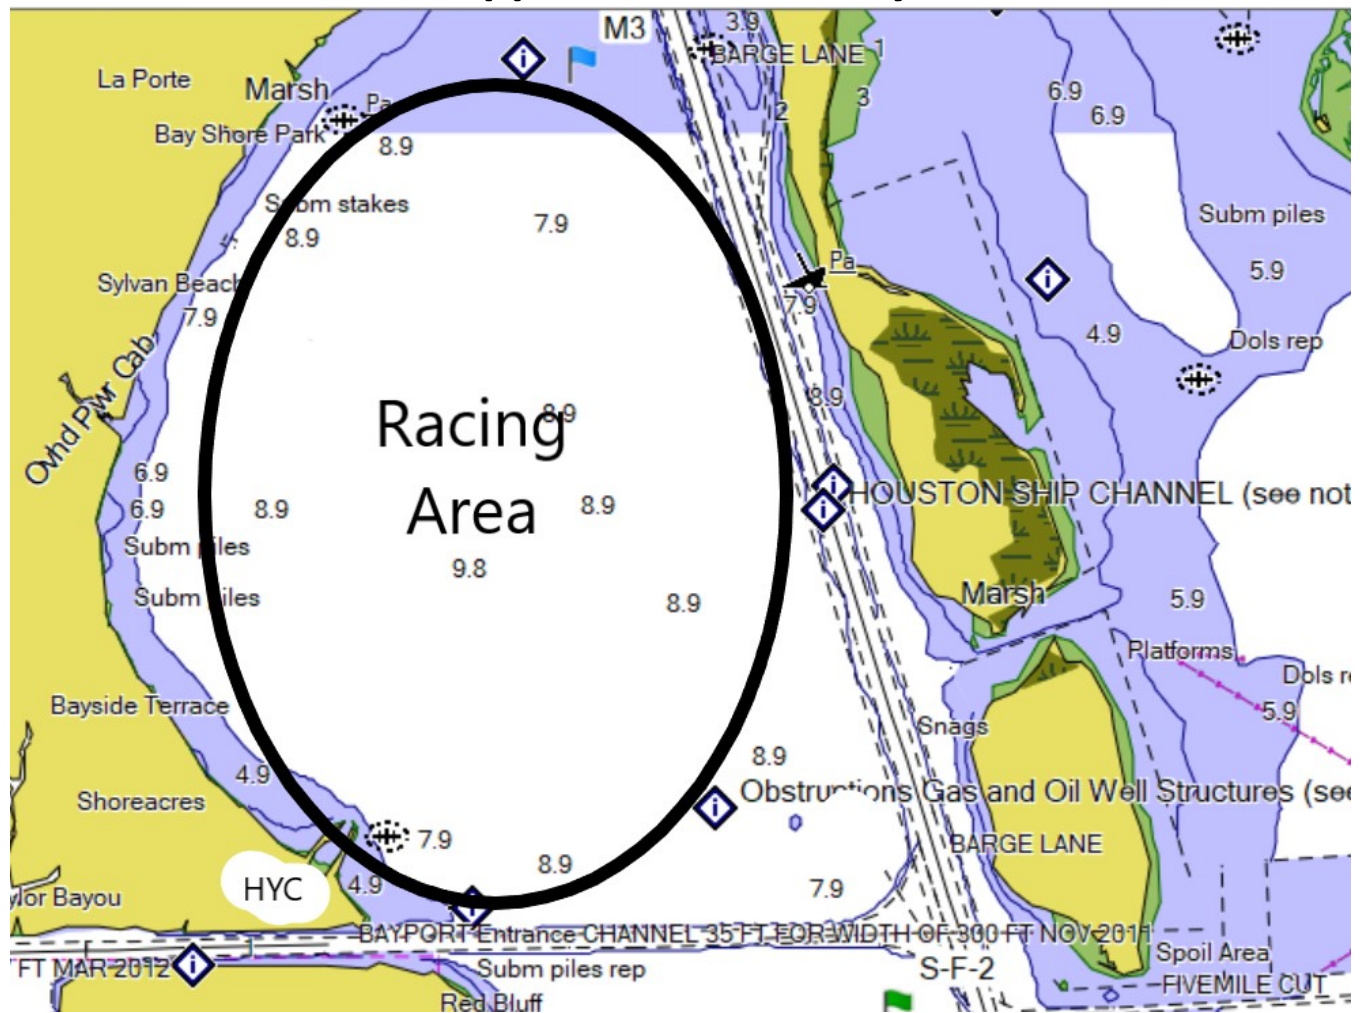 M3
3.9
BARGE LANE
1
La Porte
Marsh
Pa
2
3
6.9
6.9
Bay Shore Park
8.9
Subm stakes
7.9
Subm piles
8.9
Pa
5.9
Sylvan Beach
7.9
7.9
4.9
Dols rep
Ovhd Pwr Cab
8.9
Racing
8.9
Area
6.9
HOUSTON SHIP CHANNEL (see not
6.9
8.9
8.9
Subm piles
9.8
Subm piles
8.9
Marsh
5.9
Platforms
Dols re
Bayside Terrace
5.9
Snags
8.9
4.9
Obstructions Gas and Oil Well Structures (see
Shoreacres
7.9
BARGE LANE
8.9
HYC
4.9
7.9
lor Bayou
BAYPORT Entrance CHANNEL 35 FT FOR WIDTH OF 300 FT NOV 2011
FT MAR 2012
Subm piles rep
S-F-2
Spoil Area
FIVEMILE CUT
Red Bluff